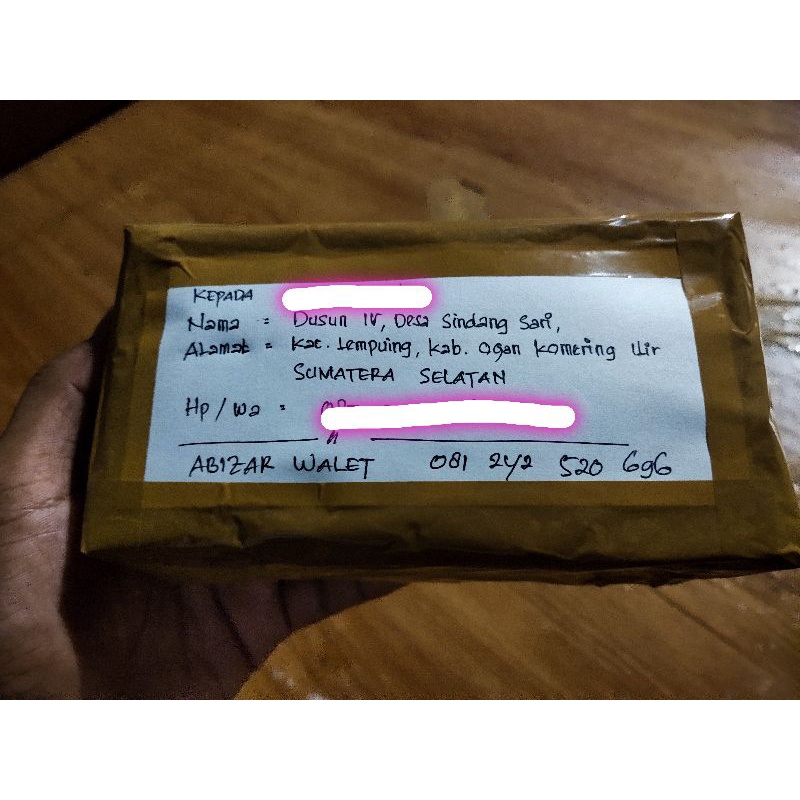 KEPADA
Nama = Dusun IV, Desa Sindang Sari,
Alamat = Kec. Lempuing, Kab. Ogan Komering Ilir
SUMATERA SELATAN
Hp / wa :
ABIZAR WALET 081 242 520 696